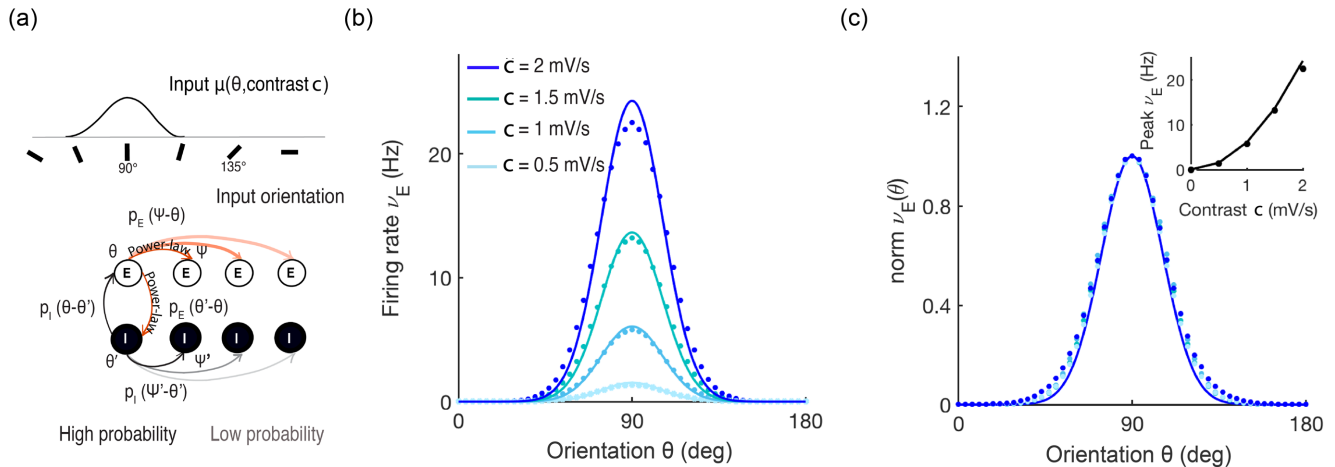 (a)
Input μ(θ,contrast c)
90°
135°
Input orientation
p_E (Ψ-θ)
θ Power-law Ψ
E E E E
Power-law
p_I (θ-θ')
p_E (θ'-θ)
I I I I
θ' Ψ'
p_I (Ψ'-θ')
High probability
Low probability
(b)
Firing rate ν_E (Hz)
20
10
0
c = 2 mV/s
c = 1.5 mV/s
c = 1 mV/s
c = 0.5 mV/s
0 90 180
Orientation θ (deg)
(c)
norm ν_E(θ)
1.2
0.8
0.4
0
0 90 180
Orientation θ (deg)
Peak ν_E (Hz)
20
10
0
0 1 2
Contrast c (mV/s)